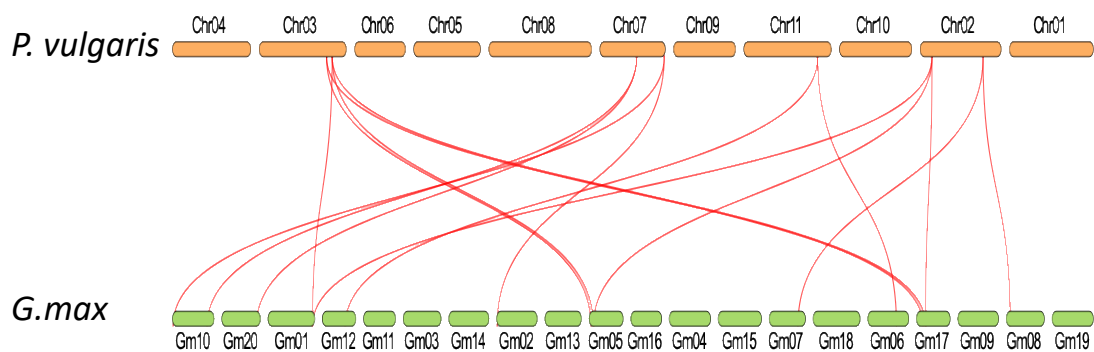 Chr04 Chr03 Chr06 Chr05 Chr08 Chr07 Chr09 Chr11 Chr10 Chr02 Chr01
P. vulgaris
G.max
Gm10 Gm20 Gm01 Gm12 Gm11 Gm03 Gm14 Gm02 Gm13 Gm05 Gm16 Gm04 Gm15 Gm07 Gm18 Gm06 Gm17 Gm09 Gm08 Gm19